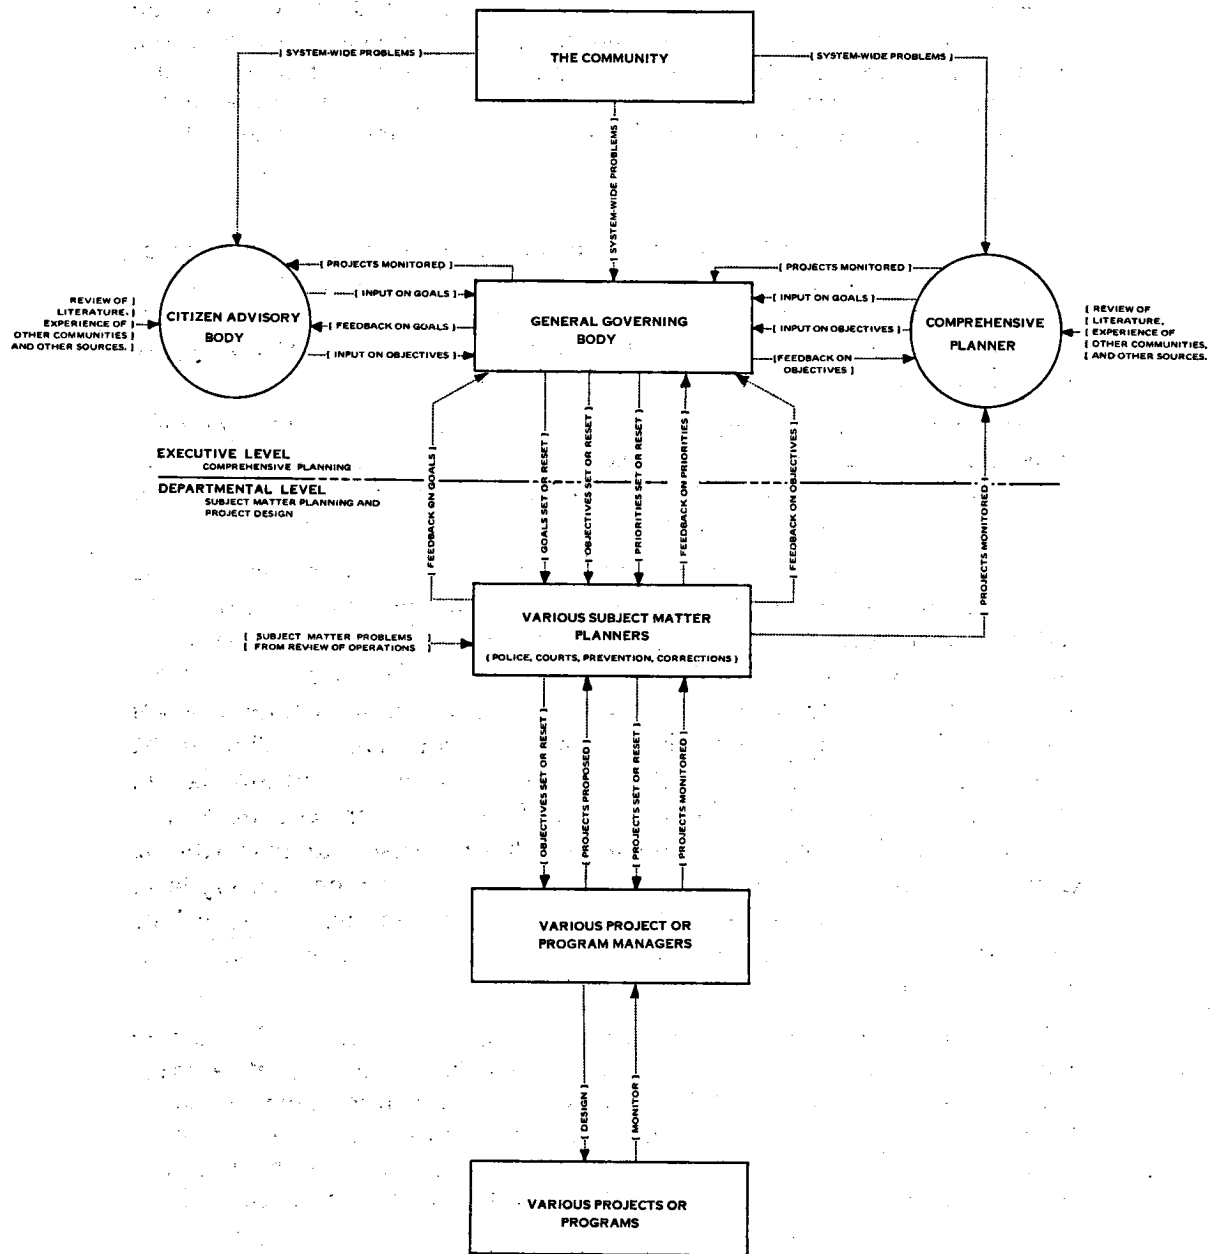 THE COMMUNITY
[ SYSTEM-WIDE PROBLEMS ]
[ SYSTEM-WIDE PROBLEMS ]
[ SYSTEM-WIDE PROBLEMS ]
[ PROJECTS MONITORED ]
[ INPUT ON GOALS ]
[ FEEDBACK ON GOALS ]
[ INPUT ON OBJECTIVES ]
REVIEW OF ]
LITERATURE, ]
EXPERIENCE OF ]
OTHER COMMUNITIES ]
AND OTHER SOURCES. ]
CITIZEN ADVISORY
BODY
GENERAL GOVERNING
BODY
[ PROJECTS MONITORED ]
[ INPUT ON GOALS ]
[ INPUT ON OBJECTIVES ]
[FEEDBACK ON
OBJECTIVES ]
COMPREHENSIVE
PLANNER
[ REVIEW OF
[ LITERATURE,
[ EXPERIENCE OF
[ OTHER COMMUNITIES,
[ AND OTHER SOURCES.
EXECUTIVE LEVEL
COMPREHENSIVE PLANNING
DEPARTMENTAL LEVEL
SUBJECT MATTER PLANNING AND
PROJECT DESIGN
[ FEEDBACK ON GOALS ]
[ GOALS SET OR RESET ]
[ OBJECTIVES SET OR RESET ]
[ PRIORITIES SET OR RESET ]
[ FEEDBACK ON PRIORITIES ]
[ FEEDBACK ON OBJECTIVES ]
[ PROJECTS MONITORED ]
[ SUBJECT MATTER PROBLEMS ]
[ FROM REVIEW OF OPERATIONS ]
VARIOUS SUBJECT MATTER
PLANNERS
( POLICE, COURTS, PREVENTION, CORRECTIONS )
[ OBJECTIVES SET OR RESET ]
[ PROJECTS PROPOSED ]
[ PROJECTS SET OR RESET ]
[ PROJECTS MONITORED ]
VARIOUS PROJECT OR
PROGRAM MANAGERS
[ DESIGN ]
[ MONITOR ]
VARIOUS PROJECTS OR
PROGRAMS